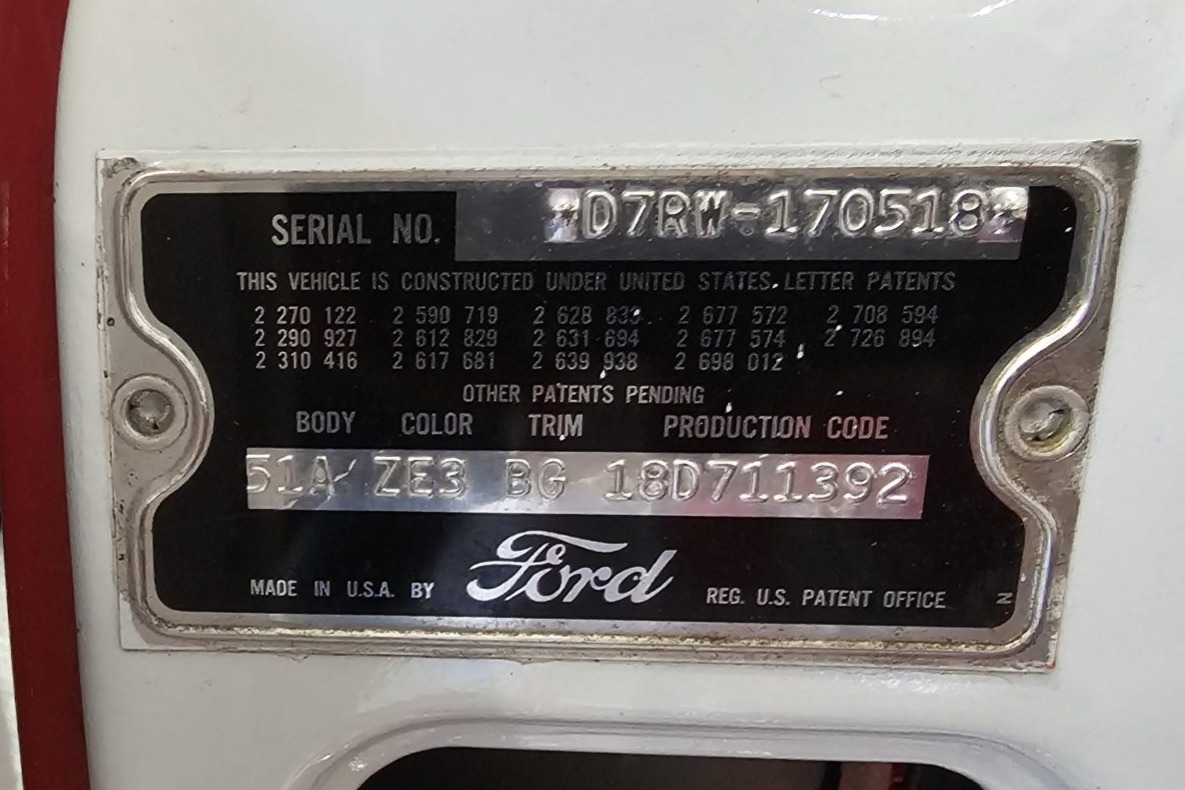 SERIAL NO. D7RW-170518
THIS VEHICLE IS CONSTRUCTED UNDER UNITED STATES LETTER PATENTS
2 270 122 2 590 719 2 628 833 2 677 572 2 708 594
2 290 927 2 612 829 2 631 694 2 677 574 2 726 894
2 310 416 2 617 681 2 639 938 2 698 012
OTHER PATENTS PENDING
BODY COLOR TRIM PRODUCTION CODE
51A ZE3 BG 18D711392
MADE IN U.S.A. BY Ford REG. U.S. PATENT OFFICE N